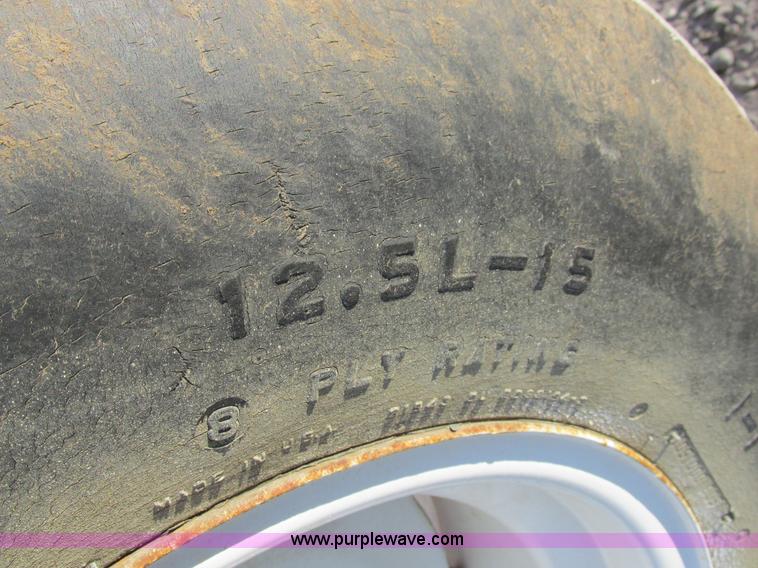 12.5L-15
8 PLY RATING
MADE IN USA
www.purplewave.com